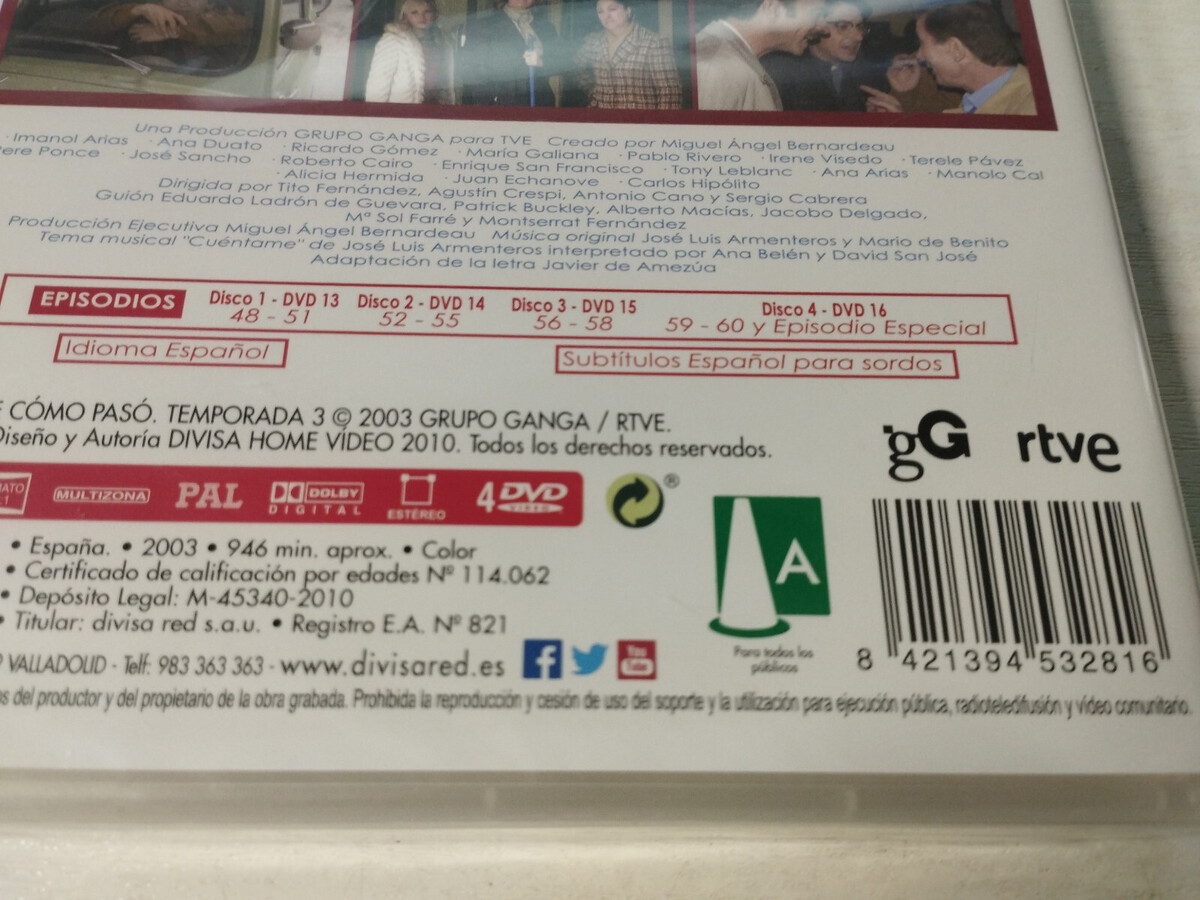 Una Producción GRUPO GANGA para TVE Creado por Miguel Ángel Bernardeau
· Imanol Arias · Ana Duato · Ricardo Gómez · María Galiana · Pablo Rivero · Irene Visedo · Terele Pávez
ere Ponce · José Sancho · Roberto Cairo · Enrique San Francisco · Tony Leblanc · Ana Arias · Manolo Cal
· Alicia Hermida · Juan Echanove · Carlos Hipólito
Dirigida por Tito Fernández, Agustín Crespi, Antonio Cano y Sergio Cabrera
Guión Eduardo Ladrón de Guevara, Patrick Buckley, Alberto Macías, Jacobo Delgado,
Mª Sol Farré y Montserrat Fernández
Producción Ejecutiva Miguel Ángel Bernardeau Música original José Luis Armenteros y Mario de Benito
Tema musical "Cuéntame" de José Luis Armenteros interpretado por Ana Belén y David San José
Adaptación de la letra Javier de Amezúa
EPISODIOS Disco 1 - DVD 13 Disco 2 - DVD 14 Disco 3 - DVD 15 Disco 4 - DVD 16
48 - 51 52 - 55 56 - 58 59 - 60 y Episodio Especial
Idioma Español Subtítulos Español para sordos
E CÓMO PASÓ. TEMPORADA 3 © 2003 GRUPO GANGA / RTVE.
Diseño y Autoría DIVISA HOME VÍDEO 2010. Todos los derechos reservados.
gG rtve
MULTIZONA PAL DOLBY DIGITAL ESTÉREO 4 DVD VIDEO ®
• España. • 2003 • 946 min. aprox. • Color
• Certificado de calificación por edades Nº 114.062
• Depósito Legal: M-45340-2010
• Titular: divisa red s.a.u. • Registro E.A. Nº 821
A
Para todos los
públicos
VALLADOLID - Telf: 983 363 363 - www.divisared.es f You Tube
8 421394 532816
s del productor y del propietario de la obra grabada. Prohibida la reproducción y cesión de uso del soporte y la utilización para ejecución pública, radioteledifusión y vídeo comunitario.